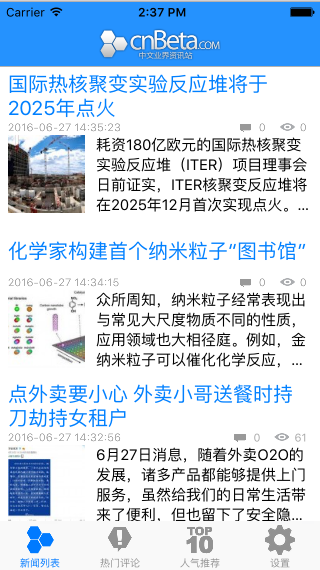 Carrier 2:37 PM
cnBeta.COM
中文业界资讯站
国际热核聚变实验反应堆将于
2025年点火
2016-06-27 14:35:23 0 0
耗资180亿欧元的国际热核聚变
实验反应堆（ITER）项目理事会
日前证实，ITER核聚变反应堆将
在2025年12月首次实现点火。...
化学家构建首个纳米粒子“图书馆”
2016-06-27 14:34:15 0 0
众所周知，纳米粒子经常表现出
与常见大尺度物质不同的性质，
应用领域也大相径庭。例如，金
纳米粒子可以催化化学反应，...
点外卖要小心 外卖小哥送餐时持
刀劫持女租户
2016-06-27 14:32:56 0 61
6月27日消息，随着外卖O2O的
发展，诸多产品都能够提供上门
服务，虽然给我们的日常生活带
来了便利，但也留下了安全隐...
新闻列表 热门评论 TOP 10 人气推荐 设置